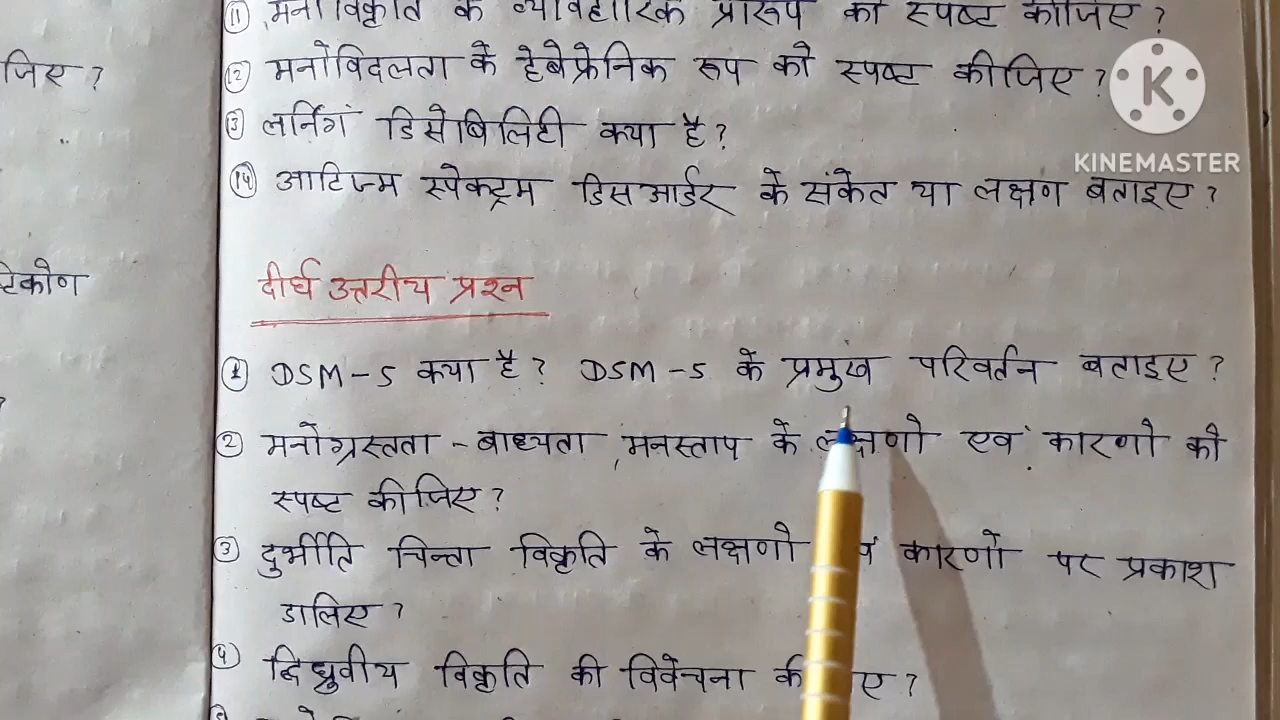 जिए ?
⑪ मनोविकृति के व्यावहारिक प्रारूप को स्पष्ट कीजिए ?
⑫ मनोविदलता के हेबेफ्रेनिक रूप को स्पष्ट कीजिए ?
⑬ लर्निगं डिसेबिलिटी क्या है ?
⑭ आटिज्म स्पेक्ट्रम डिसआर्डर के संकेत या लक्षण बताइए ?
KINEMASTER
दीर्घ उत्तरीय प्रश्न
① DSM-5 क्या है ? DSM-5 के प्रमुख परिवर्तन बताइए ?
② मनोग्रस्तता - बाध्यता , मनस्ताप के लक्षणो एवं कारणो को
स्पष्ट कीजिए ?
③ दुर्भीति चिन्ता विकृति के लक्षणो कारणों पर प्रकाश
डालिए ?
④ द्विध्रुवीय विकृति की विवेचना की ए ?